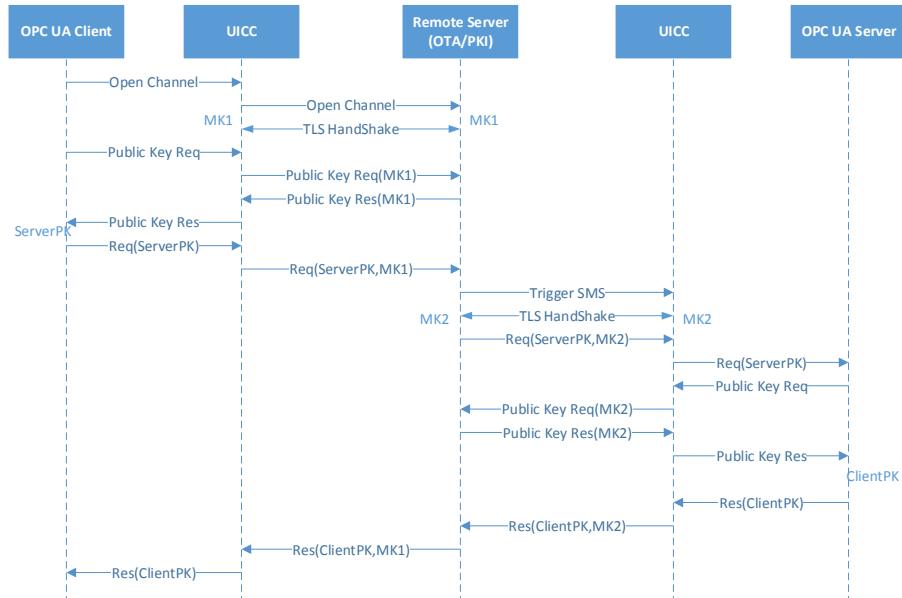 OPC UA Client
UICC
Remote Server
(OTA/PKI)
UICC
OPC UA Server
Open Channel
Open Channel
MK1
TLS HandShake
MK1
Public Key Req
Public Key Req(MK1)
Public Key Res(MK1)
Public Key Res
ServerPK
Req(ServerPK)
Req(ServerPK,MK1)
Trigger SMS
MK2
TLS HandShake
MK2
Req(ServerPK,MK2)
Req(ServerPK)
Public Key Req
Public Key Req(MK2)
Public Key Res(MK2)
Public Key Res
ClientPK
Res(ClientPK)
Res(ClientPK,MK2)
Res(ClientPK,MK1)
Res(ClientPK)